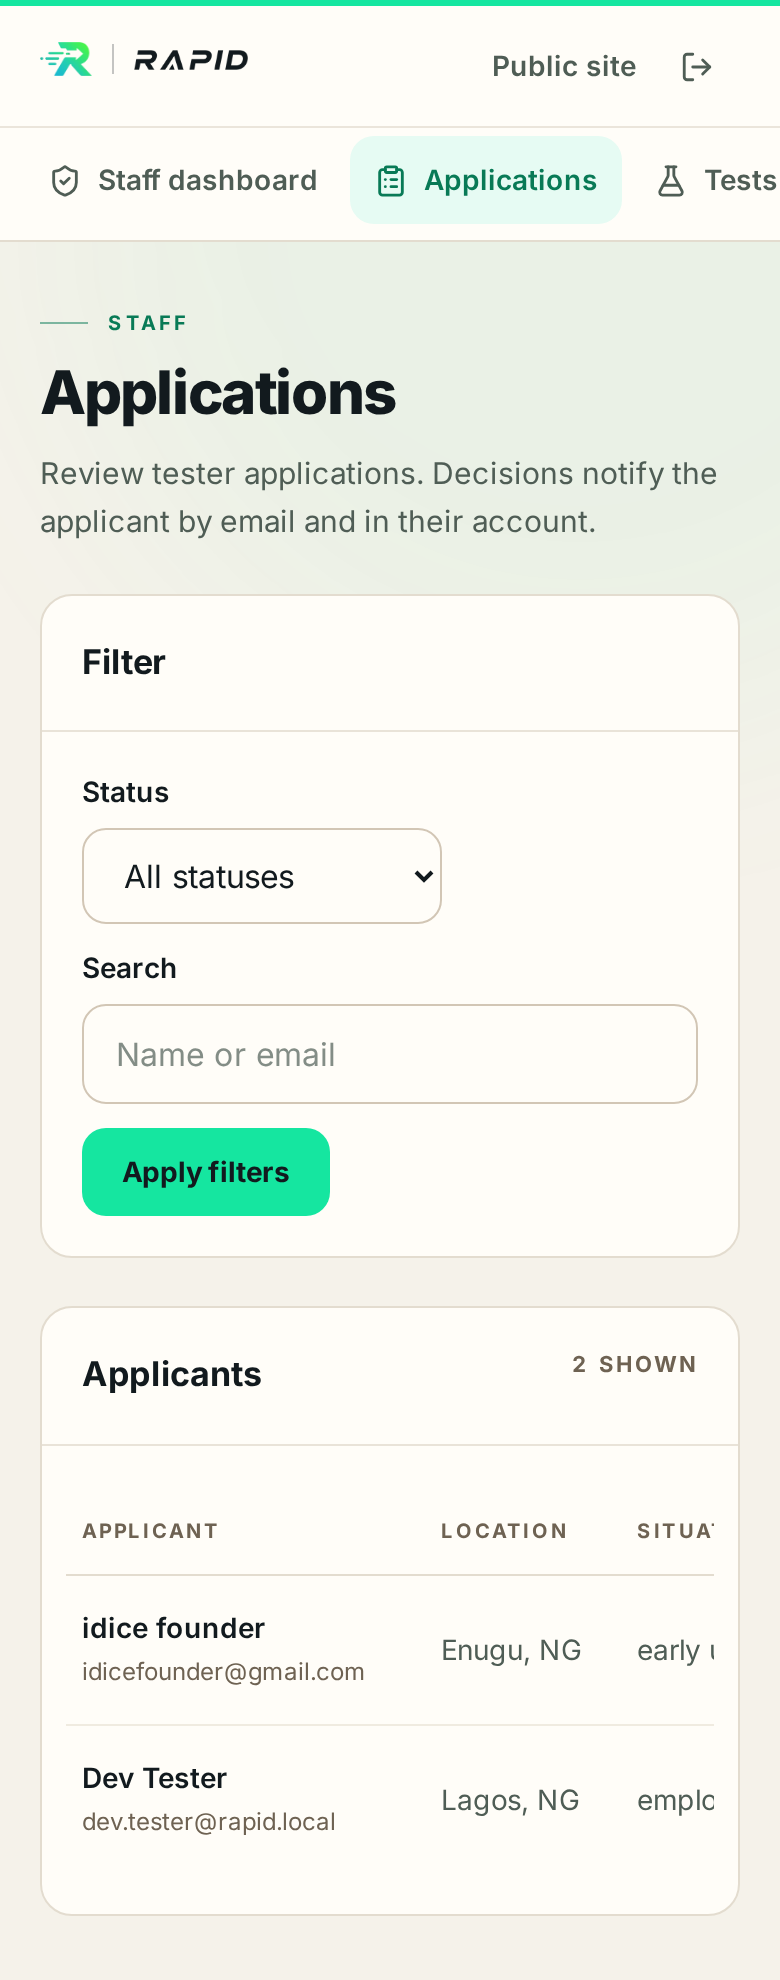 RAPID
Public site
Staff dashboard
Applications
Tests
STAFF
Applications
Review tester applications. Decisions notify the
applicant by email and in their account.
Filter
Status
All statuses
Search
Name or email
Apply filters
Applicants
2 SHOWN
APPLICANT LOCATION
idice founder
idicefounder@gmail.com
Enugu, NG
early
Dev Tester
dev.tester@rapid.local
Lagos, NG